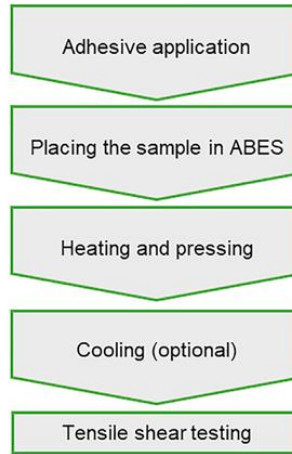 Adhesive application
Placing the sample in ABES
Heating and pressing
Cooling (optional)
Tensile shear testing